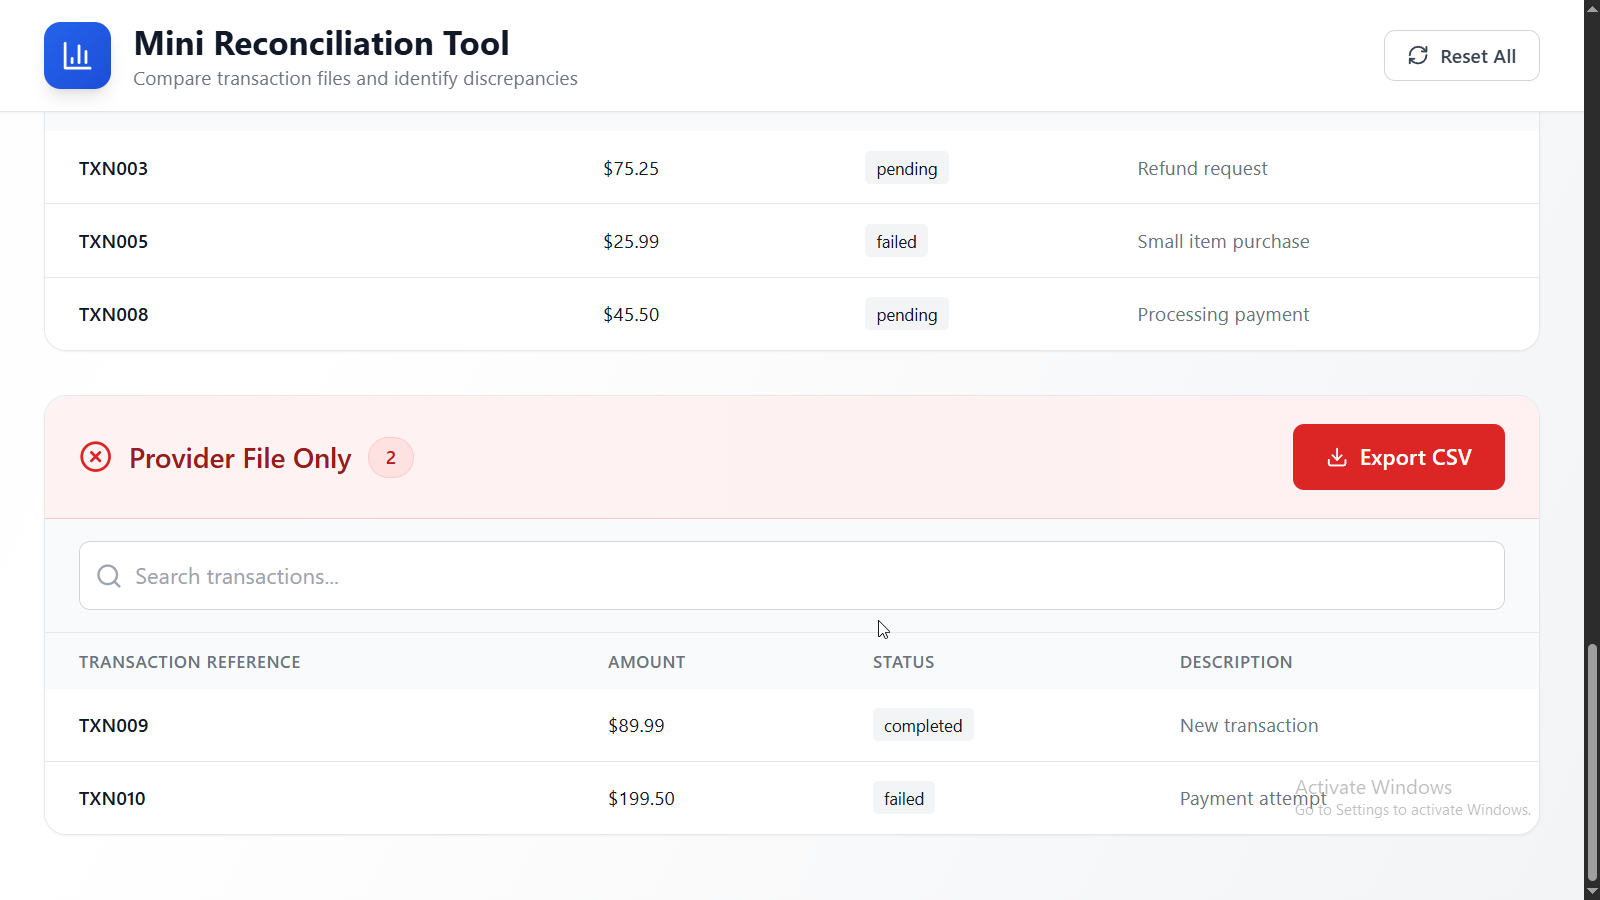 Mini Reconciliation Tool
Compare transaction files and identify discrepancies
Reset All
TXN003 $75.25 pending Refund request
TXN005 $25.99 failed Small item purchase
TXN008 $45.50 pending Processing payment
Provider File Only 2
Export CSV
Search transactions...
TRANSACTION REFERENCE AMOUNT STATUS DESCRIPTION
TXN009 $89.99 completed New transaction
TXN010 $199.50 failed Payment attempt
Activate Windows
Go to Settings to activate Windows.